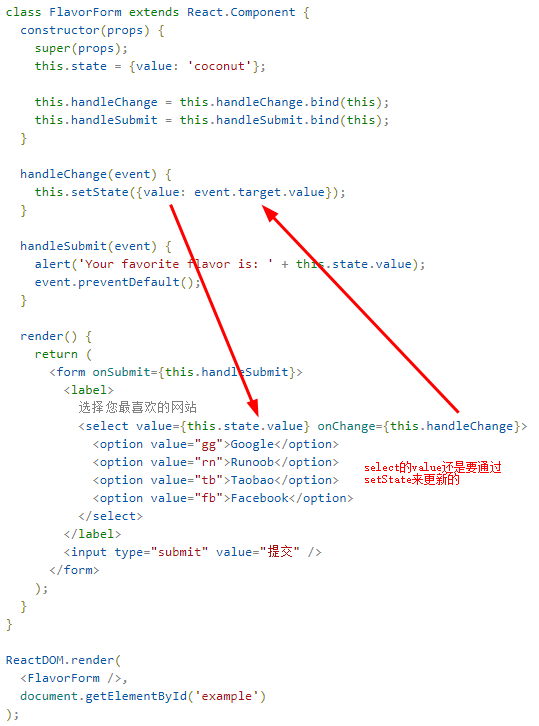 class FlavorForm extends React.Component {
  constructor(props) {
    super(props);
    this.state = {value: 'coconut'};

    this.handleChange = this.handleChange.bind(this);
    this.handleSubmit = this.handleSubmit.bind(this);
  }

  handleChange(event) {
    this.setState({value: event.target.value});
  }

  handleSubmit(event) {
    alert('Your favorite flavor is: ' + this.state.value);
    event.preventDefault();
  }

  render() {
    return (
      <form onSubmit={this.handleSubmit}>
        <label>
          选择您最喜欢的网站
          <select value={this.state.value} onChange={this.handleChange}>
            <option value="gg">Google</option>
            <option value="rn">Runoob</option>
            <option value="tb">Taobao</option>
            <option value="fb">Facebook</option>
          </select>
        </label>
        <input type="submit" value="提交" />
      </form>
    );
  }
}

ReactDOM.render(
  <FlavorForm />,
  document.getElementById('example')
);
select的value还是要通过
setState来更新的